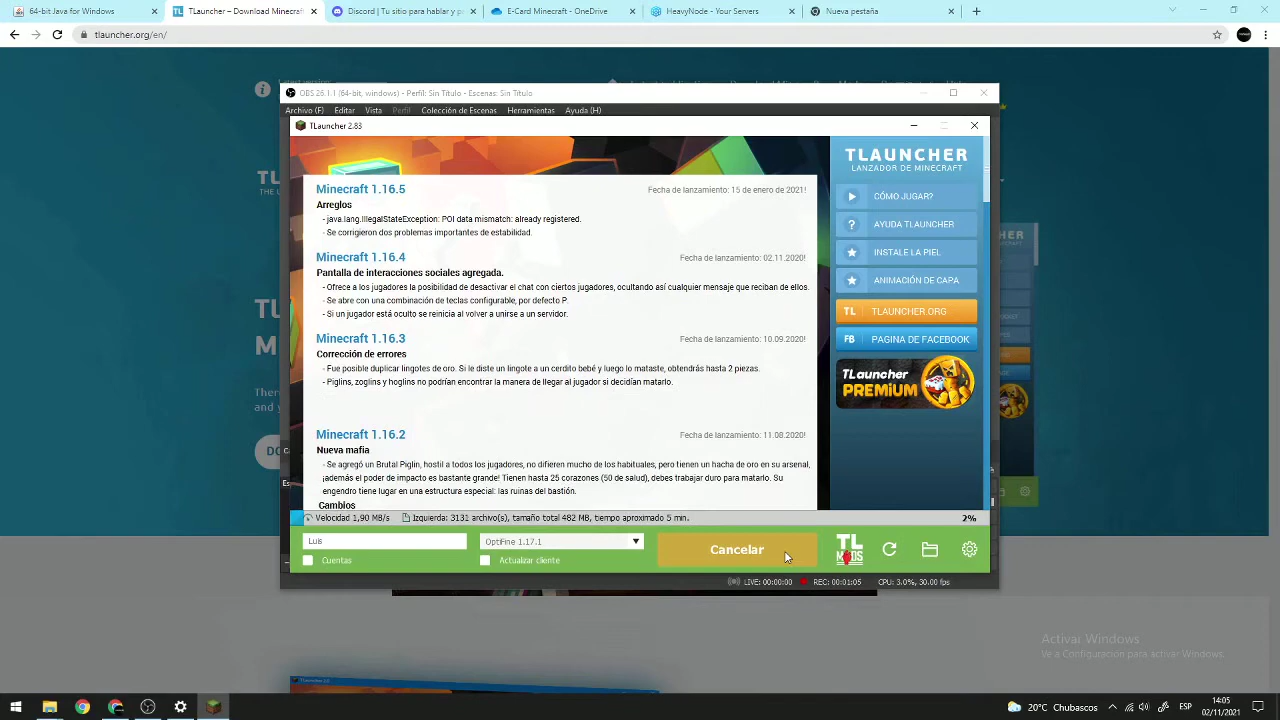 64-bit Java for Windows
TLauncher - Download Minecraf
Discord | Tu sitio para hablar y
E-Card Minecraft - OneDrive
HeavyNode - Your Servers
Nueva pestaña
tlauncher.org/en/
OBS 26.1.1 (64-bit, windows) - Perfil: Sin Título - Escenas: Sin Título
Archivo (F) Editar Vista Perfil Colección de Escenas Herramientas Ayuda (H)
TLauncher 2.83
TLAUNCHER
LANZADOR DE MINECRAFT
Minecraft 1.16.5
Fecha de lanzamiento: 15 de enero de 2021!
Arreglos
- java.lang.IllegalStateException: POI data mismatch: already registered.
- Se corrigieron dos problemas importantes de estabilidad.
Minecraft 1.16.4
Fecha de lanzamiento: 02.11.2020!
Pantalla de interacciones sociales agregada.
- Ofrece a los jugadores la posibilidad de desactivar el chat con ciertos jugadores, ocultando así cualquier mensaje que reciban de ellos.
- Se abre con una combinación de teclas configurable, por defecto P.
- Si un jugador está oculto se reinicia al volver a unirse a un servidor.
Minecraft 1.16.3
Fecha de lanzamiento: 10.09.2020!
Corrección de errores
- Fue posible duplicar lingotes de oro. Si le diste un lingote a un cerdito bebé y luego lo mataste, obtendrás hasta 2 piezas.
- Piglins, zoglins y hoglins no podrían encontrar la manera de llegar al jugador si decidían matarlo.
Minecraft 1.16.2
Fecha de lanzamiento: 11.08.2020!
Nueva mafia
- Se agregó un Brutal Piglin, hostil a todos los jugadores, no difieren mucho de los habituales, pero tienen un hacha de oro en su arsenal,
¡además el poder de impacto es bastante grande! Tienen hasta 25 corazones (50 de salud), debes trabajar duro para matarlo. Su
engendro tiene lugar en una estructura especial: las ruinas del bastión.
Cambios
CÓMO JUGAR?
AYUDA TLAUNCHER
INSTALE LA PIEL
ANIMACIÓN DE CAPA
TL TLAUNCHER.ORG
FB PAGINA DE FACEBOOK
TLauncher
PREMIUM
Velocidad 1,90 MB/s
Izquierda: 3131 archivo(s), tamaño total 482 MB, tiempo aproximado 5 min.
2%
Luis
OptiFine 1.17.1
Cancelar
TL
MODS
Cuentas
Actualizar cliente
LIVE: 00:00:00
REC: 00:01:05
CPU: 3.0%, 30.00 fps
Activar Windows
Ve a Configuración para activar Windows.
20°C Chubascos
ESP
14:05
02/11/2021